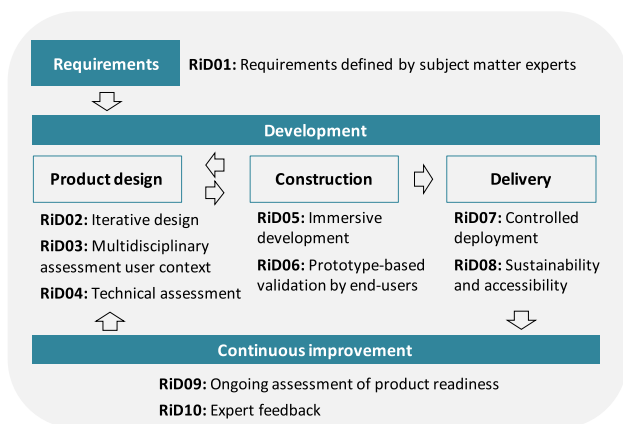 Requirements
RiD01: Requirements defined by subject matter experts
Development
Product design
RiD02: Iterative design
RiD03: Multidisciplinary
assessment user context
RiD04: Technical assessment
Construction
RiD05: Immersive
development
RiD06: Prototype-based
validation by end-users
Delivery
RiD07: Controlled
deployment
RiD08: Sustainability
and accessibility
Continuous improvement
RiD09: Ongoing assessment of product readiness
RiD10: Expert feedback